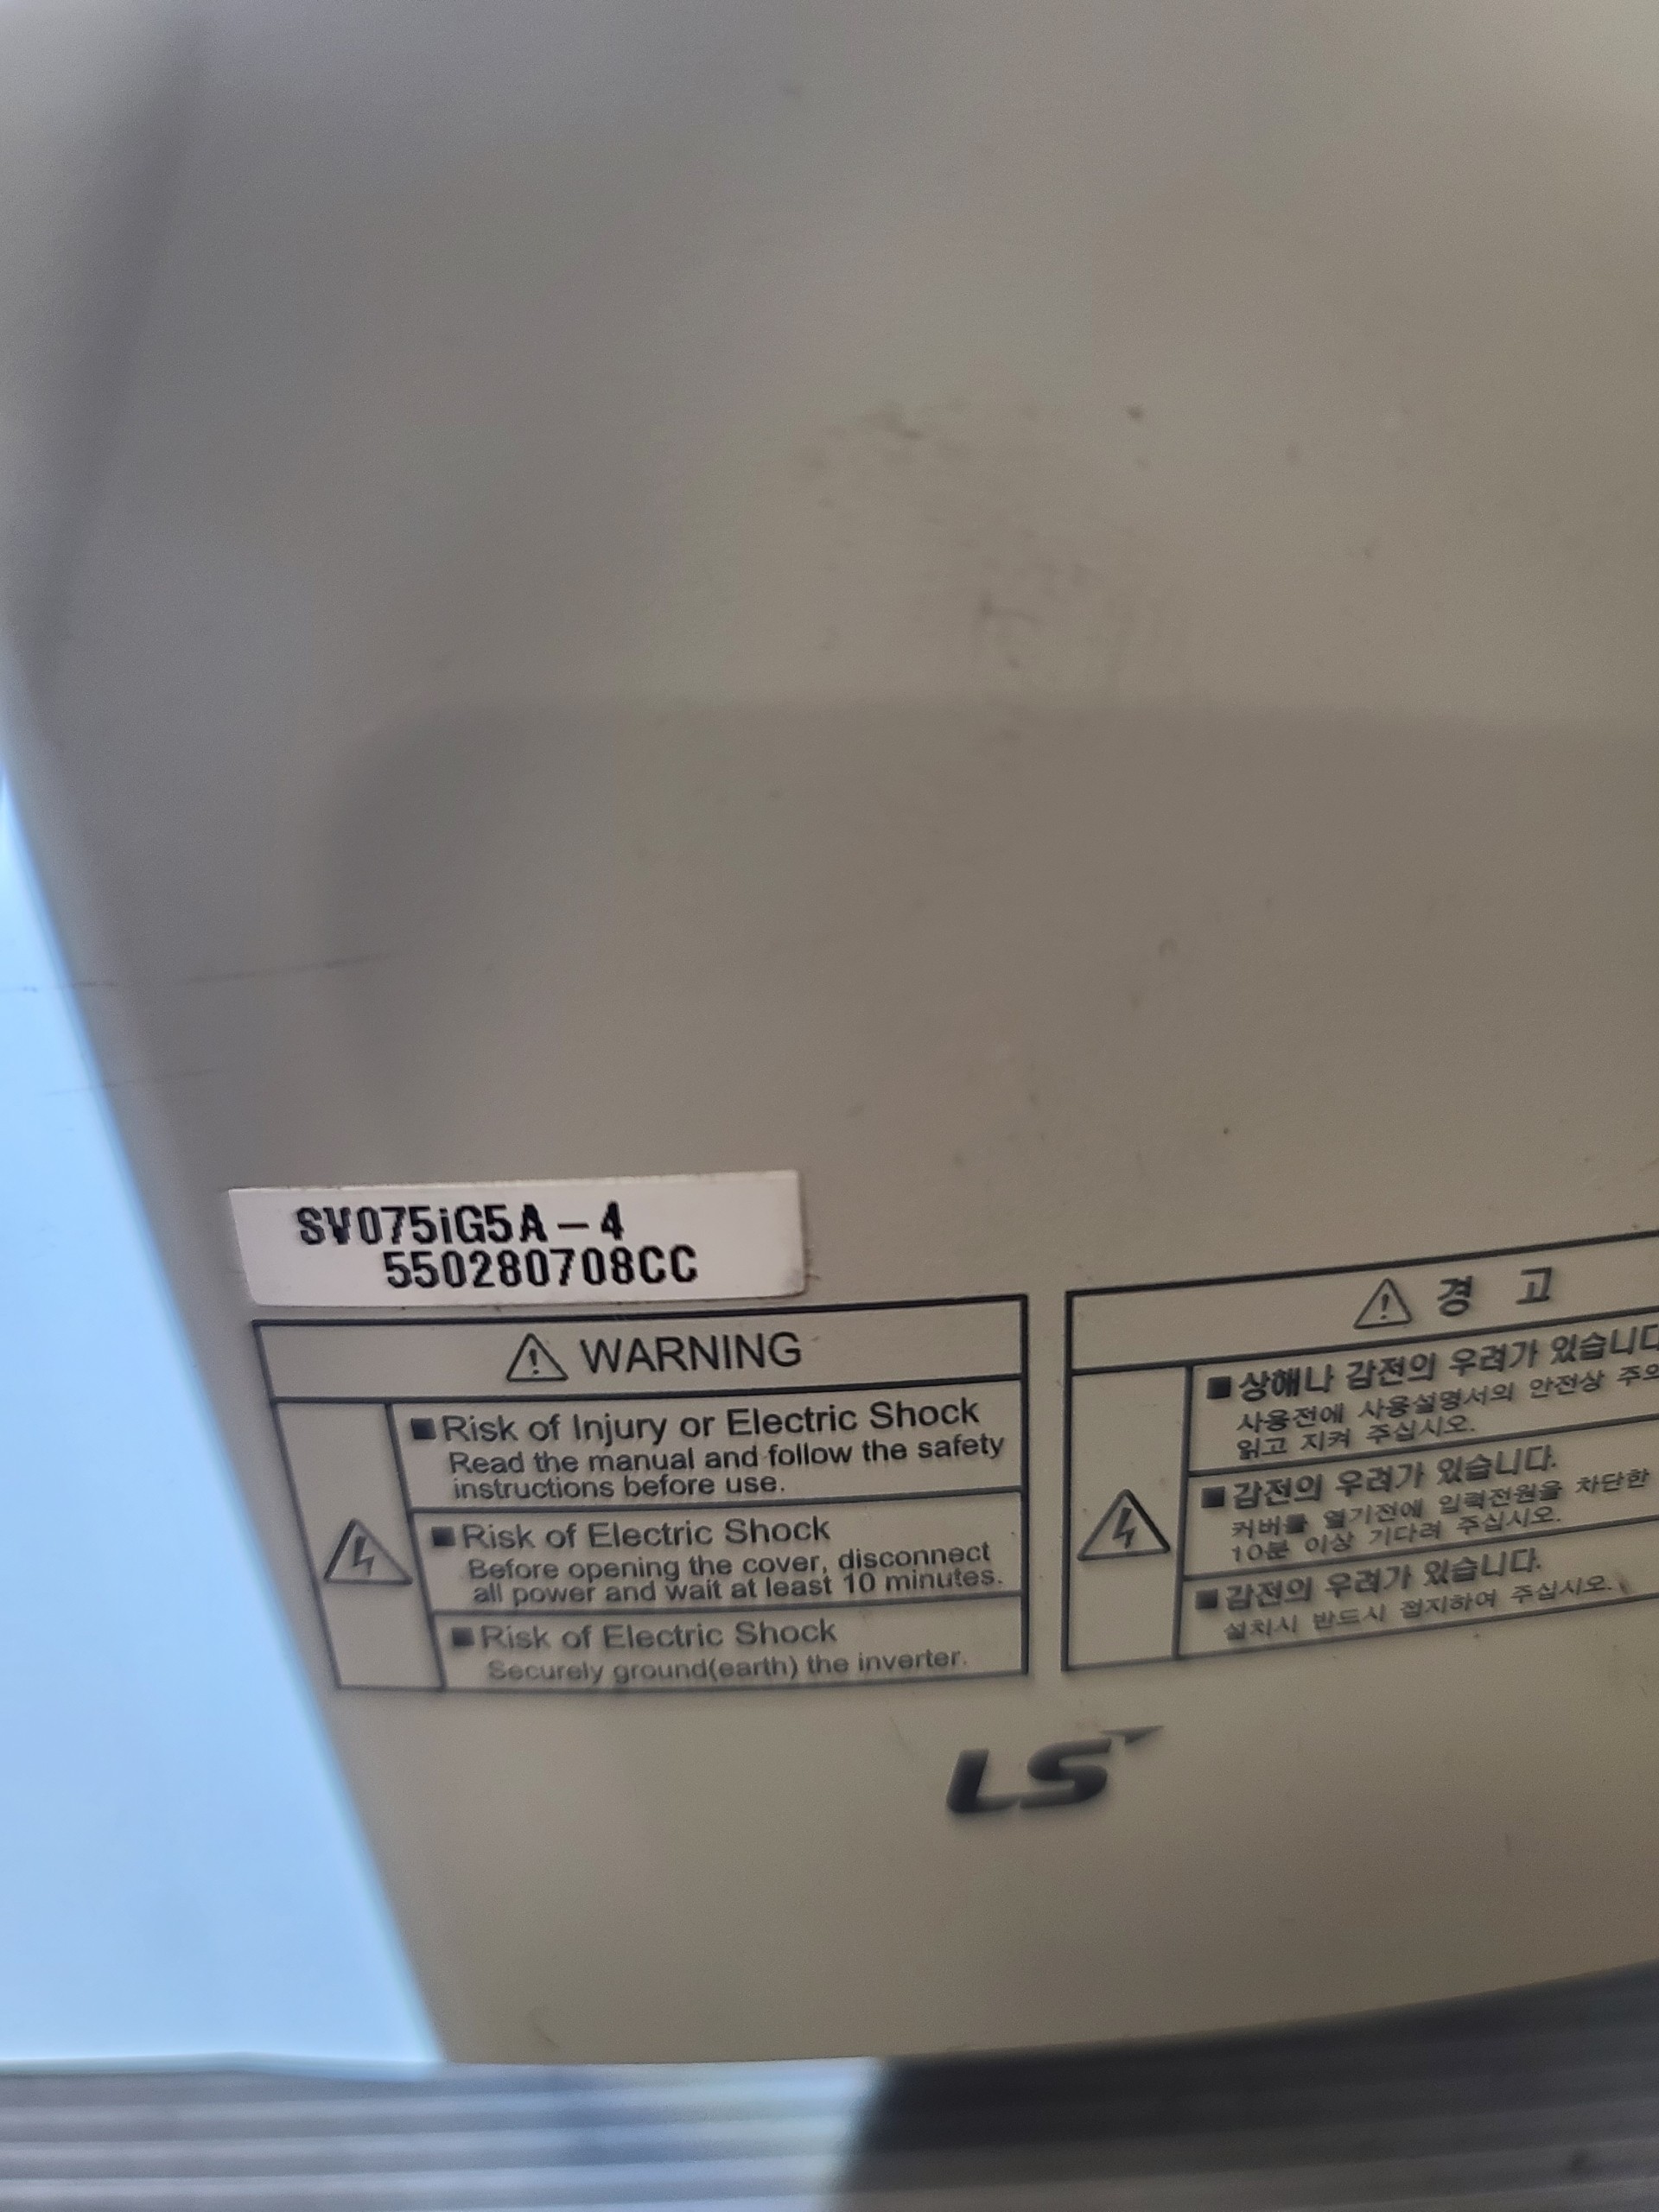 SV075iG5A-4
550280708CC
WARNING
■Risk of Injury or Electric Shock
Read the manual and follow the safety
instructions before use.
■Risk of Electric Shock
Before opening the cover, disconnect
all power and wait at least 10 minutes.
■Risk of Electric Shock
Securely ground(earth) the inverter.
경 고
■상해나 감전의 우려가 있습니다
사용전에 사용설명서의 안전상 주의
읽고 지켜 주십시오.
■감전의 우려가 있습니다.
커버를 열기전에 입력전원을 차단한
10분 이상 기다려 주십시오.
■감전의 우려가 있습니다.
설치시 반드시 접지하여 주십시오.
LS